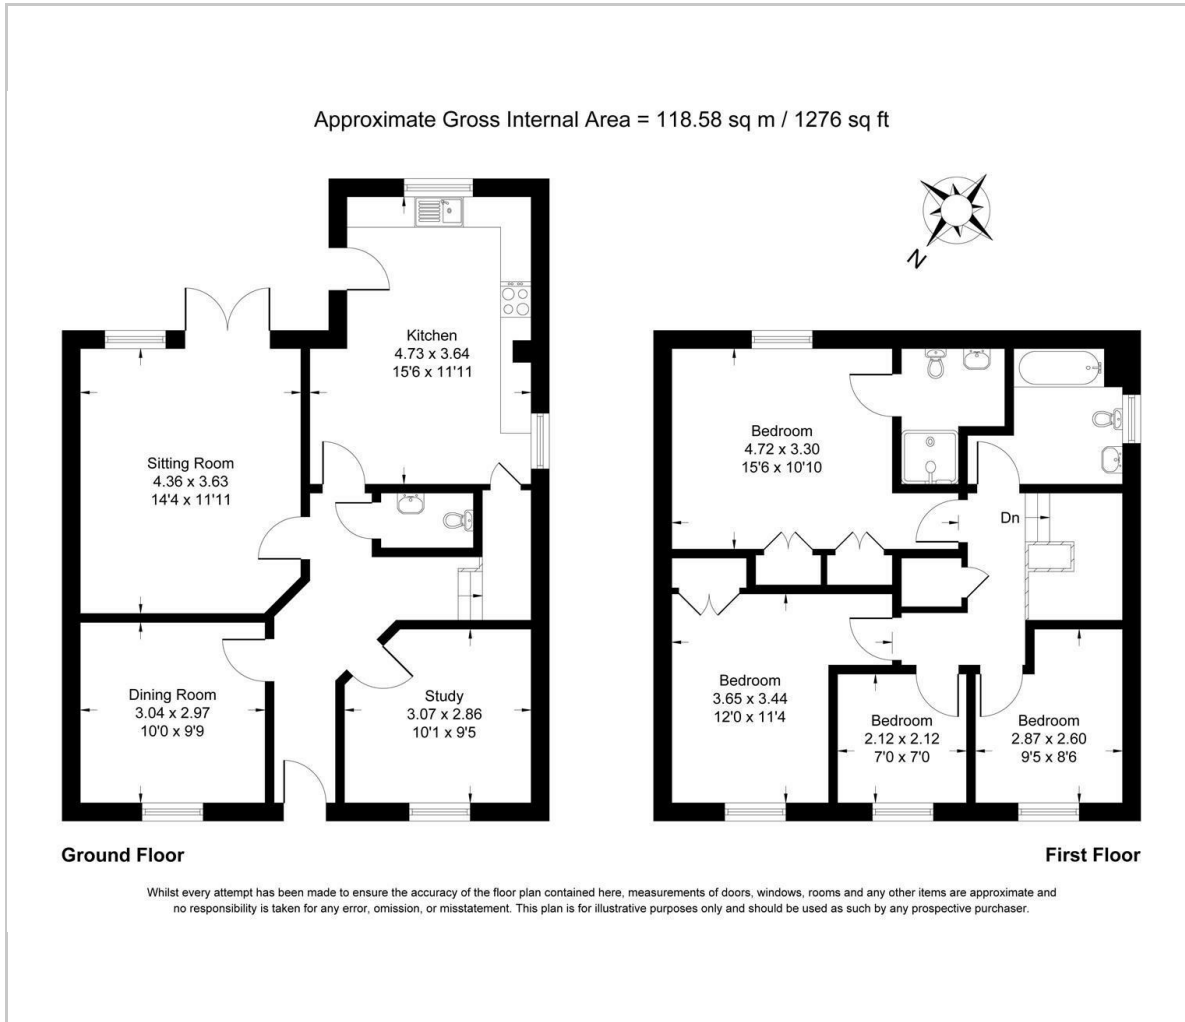 Approximate Gross Internal Area = 118.58 sq m / 1276 sq ft
N
Kitchen
4.73 x 3.64
15'6 x 11'11
Sitting Room
4.36 x 3.63
14'4 x 11'11
Dining Room
3.04 x 2.97
10'0 x 9'9
Study
3.07 x 2.86
10'1 x 9'5
Bedroom
4.72 x 3.30
15'6 x 10'10
Dn
Bedroom
3.65 x 3.44
12'0 x 11'4
Bedroom
2.12 x 2.12
7'0 x 7'0
Bedroom
2.87 x 2.60
9'5 x 8'6
Ground Floor
First Floor
Whilst every attempt has been made to ensure the accuracy of the floor plan contained here, measurements of doors, windows, rooms and any other items are approximate and
no responsibility is taken for any error, omission, or misstatement. This plan is for illustrative purposes only and should be used as such by any prospective purchaser.